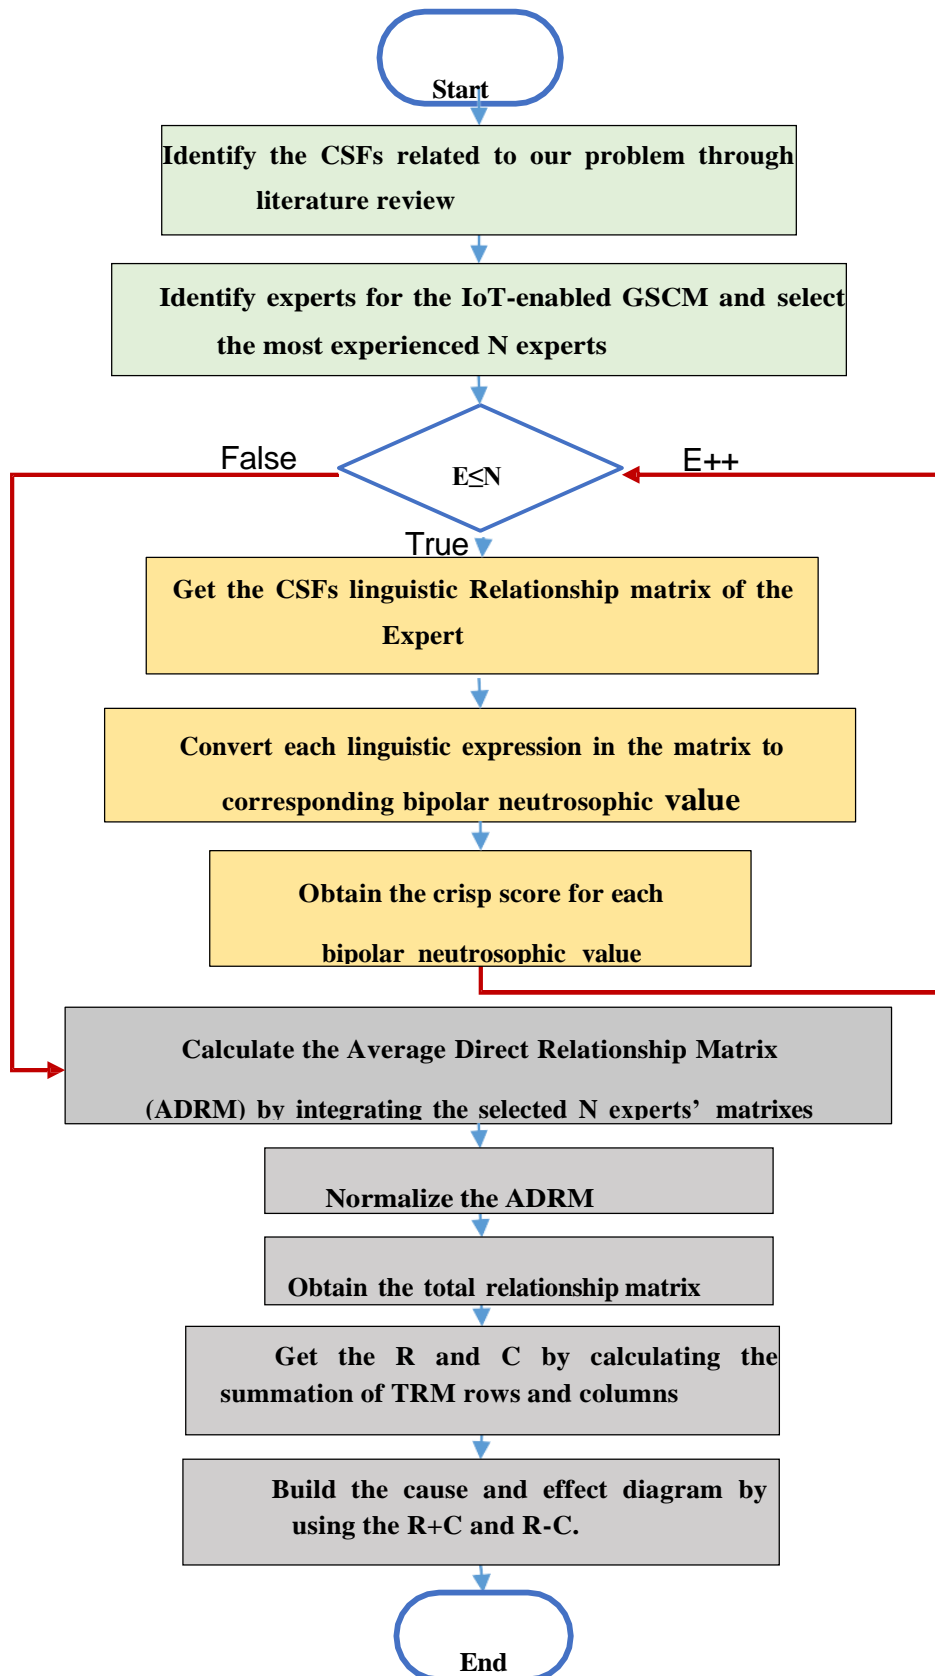 Start
Identify the CSFs related to our problem through
literature review
Identify experts for the IoT-enabled GSCM and select
the most experienced N experts
False
E++
E≤N
True
Get the CSFs linguistic Relationship matrix of the
Expert
Convert each linguistic expression in the matrix to
corresponding bipolar neutrosophic value
Obtain the crisp score for each
bipolar neutrosophic value
Calculate the Average Direct Relationship Matrix
(ADRM) by integrating the selected N experts’ matrixes
Normalize the ADRM
Obtain the total relationship matrix
Get the R and C by calculating the
summation of TRM rows and columns
Build the cause and effect diagram by
using the R+C and R-C.
End